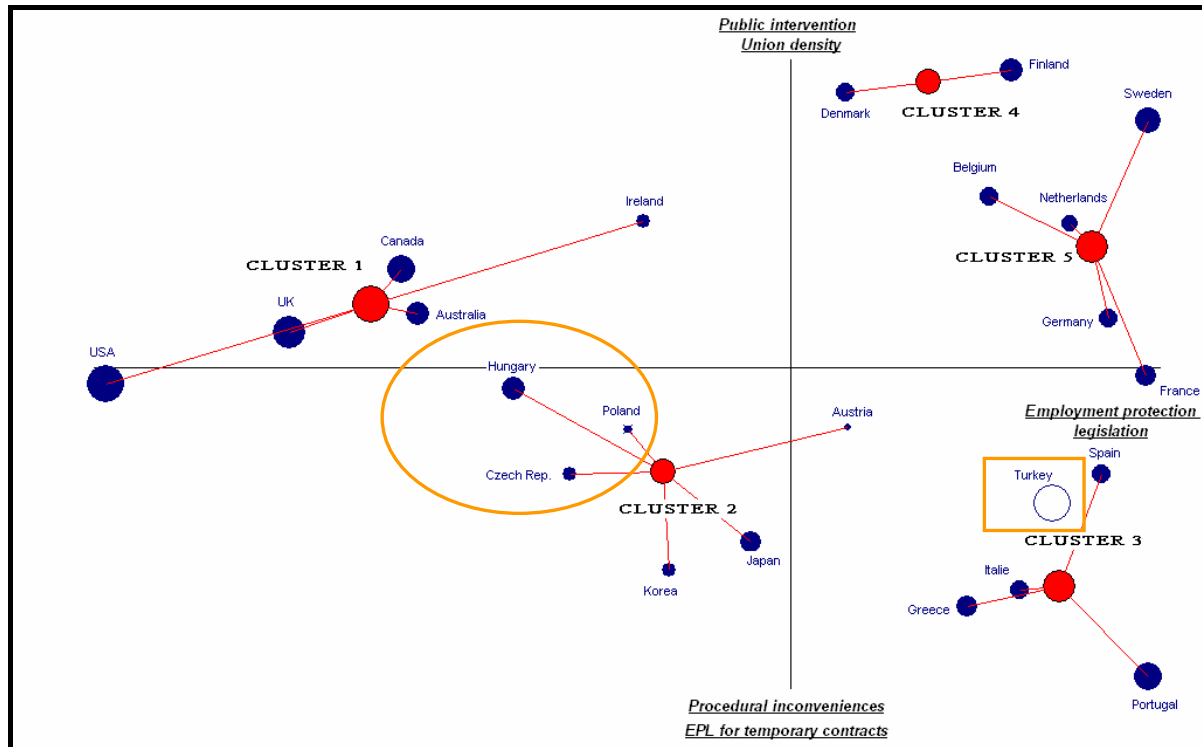 Public intervention
Union density
Finland
Denmark
CLUSTER 4
Sweden
Belgium
Netherlands
Ireland
Canada
CLUSTER 1
CLUSTER 5
UK
Australia
Germany
USA
Hungary
France
Poland
Austria
Employment protection
legislation
Czech Rep.
Spain
Turkey
CLUSTER 2
CLUSTER 3
Japan
Italie
Korea
Greece
Procedural inconveniences
Portugal
EPL for temporary contracts